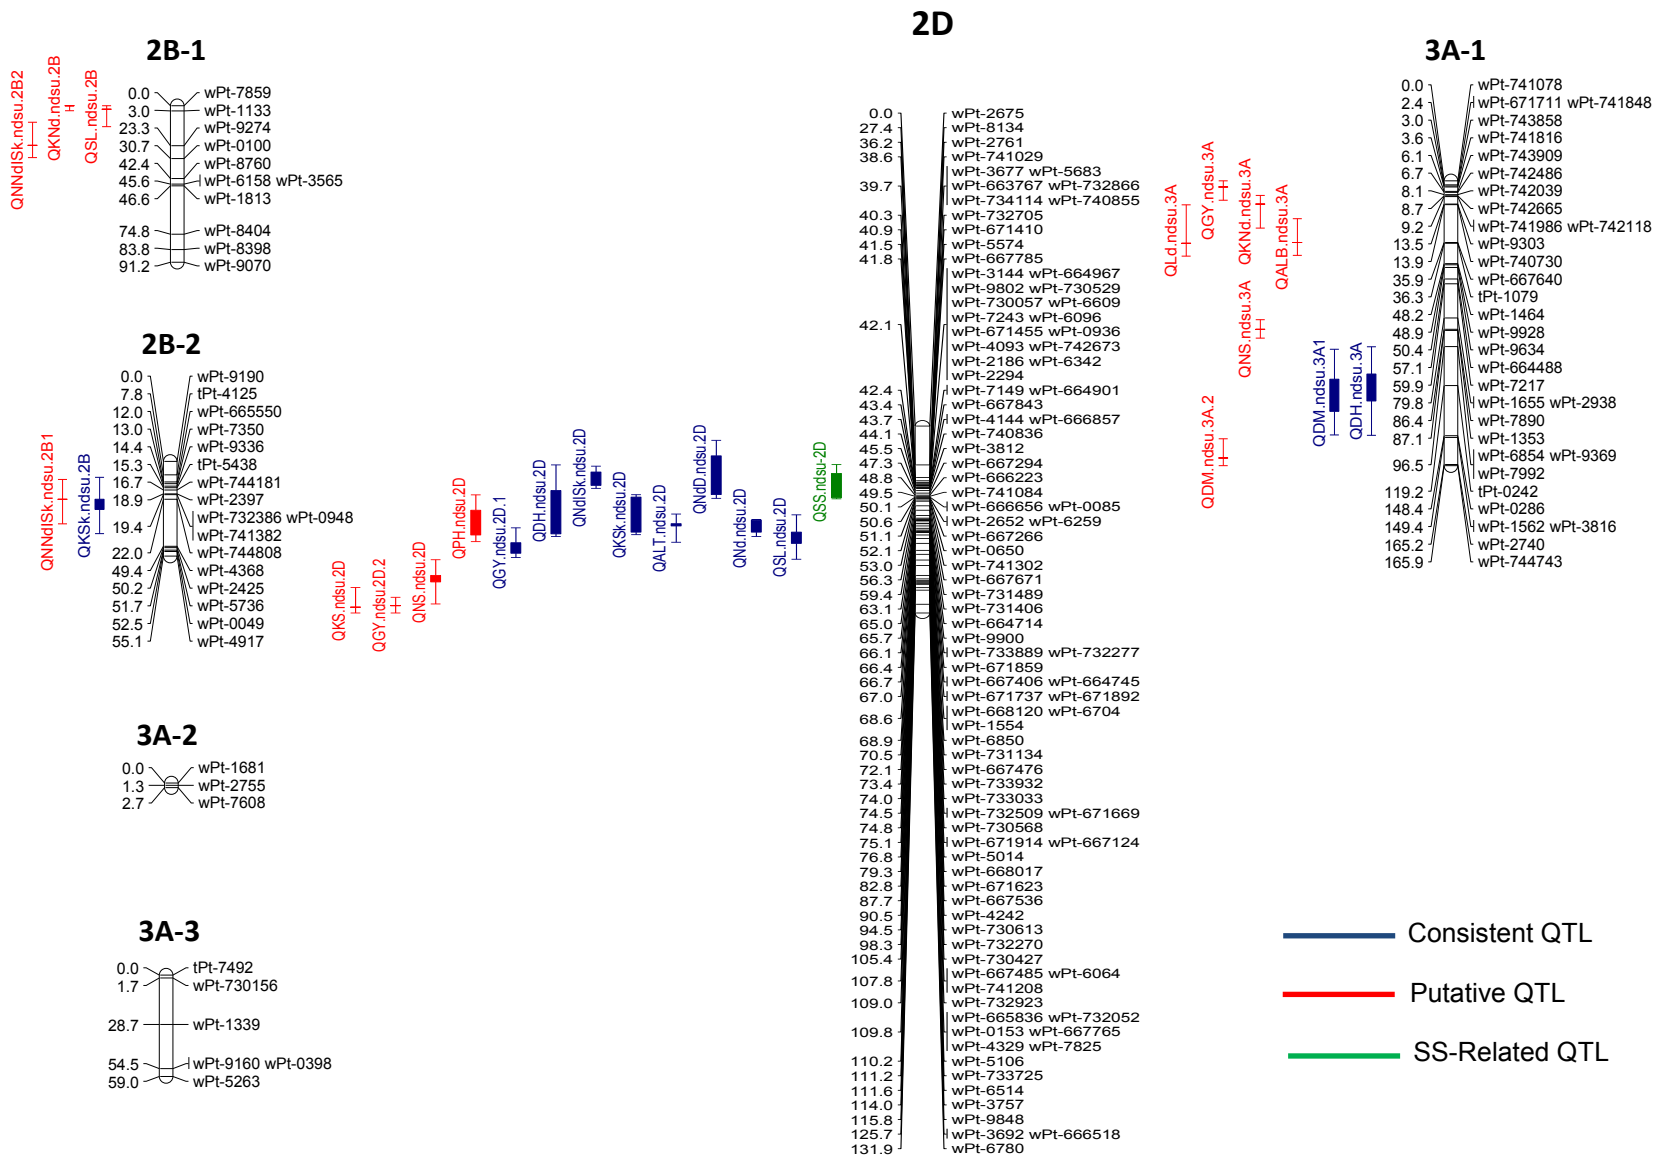 2B-1
QNNdlSk.ndsu.2B2
QKNd.ndsu.2B
QSL.ndsu.2B
0.0 wPt-7859
3.0 wPt-1133
23.3 wPt-9274
30.7 wPt-0100
42.4 wPt-8760
45.6 wPt-6158 wPt-3565
46.6 wPt-1813
74.8 wPt-8404
83.8 wPt-8398
91.2 wPt-9070
2B-2
QNNdlSk.ndsu.2B1
QKSk.ndsu.2B
0.0 wPt-9190
7.8 tPt-4125
12.0 wPt-665550
13.0 wPt-7350
14.4 wPt-9336
15.3 tPt-5438
16.7 wPt-744181
18.9 wPt-2397
wPt-732386 wPt-0948
19.4 wPt-741382
22.0 wPt-744808
49.4 wPt-4368
50.2 wPt-2425
51.7 wPt-5736
52.5 wPt-0049
55.1 wPt-4917
3A-2
0.0 wPt-1681
1.3 wPt-2755
2.7 wPt-7608
3A-3
0.0 tPt-7492
1.7 wPt-730156
28.7 wPt-1339
54.5 wPt-9160 wPt-0398
59.0 wPt-5263
2D
QKS.ndsu.2D
QGY.ndsu.2D.2
QNS.ndsu.2D
QPH.ndsu.2D
QGY.ndsu.2D.1
QDH.ndsu.2D
QNdlSk.ndsu.2D
QKSk.ndsu.2D
QALT.ndsu.2D
QNdD.ndsu.2D
QNd.ndsu.2D
QSL.ndsu.2D
QSS.ndsu-2D
0.0 wPt-2675
27.4 wPt-8134
36.2 wPt-2761
38.6 wPt-741029
wPt-3677 wPt-5683
39.7 wPt-663767 wPt-732866
wPt-734114 wPt-740855
40.3 wPt-732705
40.9 wPt-671410
41.5 wPt-5574
41.8 wPt-667785
wPt-3144 wPt-664967
wPt-9802 wPt-730529
wPt-730057 wPt-6609
wPt-7243 wPt-6096
42.1 wPt-671455 wPt-0936
wPt-4093 wPt-742673
wPt-2186 wPt-6342
wPt-2294
42.4 wPt-7149 wPt-664901
43.4 wPt-667843
43.7 wPt-4144 wPt-666857
44.1 wPt-740836
45.5 wPt-3812
47.3 wPt-667294
48.8 wPt-666223
49.5 wPt-741084
50.1 wPt-666656 wPt-0085
50.6 wPt-2652 wPt-6259
51.1 wPt-667266
52.1 wPt-0650
53.0 wPt-741302
56.3 wPt-667671
59.4 wPt-731489
63.1 wPt-731406
65.0 wPt-664714
65.7 wPt-9900
66.1 wPt-733889 wPt-732277
66.4 wPt-671859
66.7 wPt-667406 wPt-664745
67.0 wPt-671737 wPt-671892
wPt-668120 wPt-6704
68.6 wPt-1554
68.9 wPt-6850
70.5 wPt-731134
72.1 wPt-667476
73.4 wPt-733932
74.0 wPt-733033
74.5 wPt-732509 wPt-671669
74.8 wPt-730568
75.1 wPt-671914 wPt-667124
76.8 wPt-5014
79.3 wPt-668017
82.8 wPt-671623
87.7 wPt-667536
90.5 wPt-4242
94.5 wPt-730613
98.3 wPt-732270
105.4 wPt-730427
wPt-667485 wPt-6064
107.8 wPt-741208
109.0 wPt-732923
wPt-665836 wPt-732052
109.8 wPt-0153 wPt-667765
wPt-4329 wPt-7825
110.2 wPt-5106
111.2 wPt-733725
111.6 wPt-6514
114.0 wPt-3757
115.8 wPt-9848
125.7 wPt-3692 wPt-666518
131.9 wPt-6780
3A-1
QLd.ndsu.3A
QGY.ndsu.3A
QKNd.ndsu.3A
QALB.ndsu.3A
QNS.ndsu.3A
QDM.ndsu.3A.2
QDM.ndsu.3A1
QDH.ndsu.3A
0.0 wPt-741078
2.4 wPt-671711 wPt-741848
3.0 wPt-743858
3.6 wPt-741816
6.1 wPt-743909
6.7 wPt-742486
8.1 wPt-742039
8.7 wPt-742665
9.2 wPt-741986 wPt-742118
13.5 wPt-9303
13.9 wPt-740730
35.9 wPt-667640
36.3 tPt-1079
48.2 wPt-1464
48.9 wPt-9928
50.4 wPt-9634
57.1 wPt-664488
59.9 wPt-7217
79.8 wPt-1655 wPt-2938
86.4 wPt-7890
87.1 wPt-1353
wPt-6854 wPt-9369
96.5 wPt-7992
119.2 tPt-0242
148.4 wPt-0286
149.4 wPt-1562 wPt-3816
165.2 wPt-2740
165.9 wPt-744743
Consistent QTL
Putative QTL
SS-Related QTL